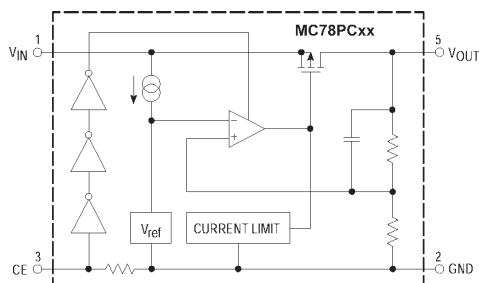 MC78PCxx
1
5
VIN
VOUT
−
+
Vref
CURRENT LIMIT
3
2
CE
GND